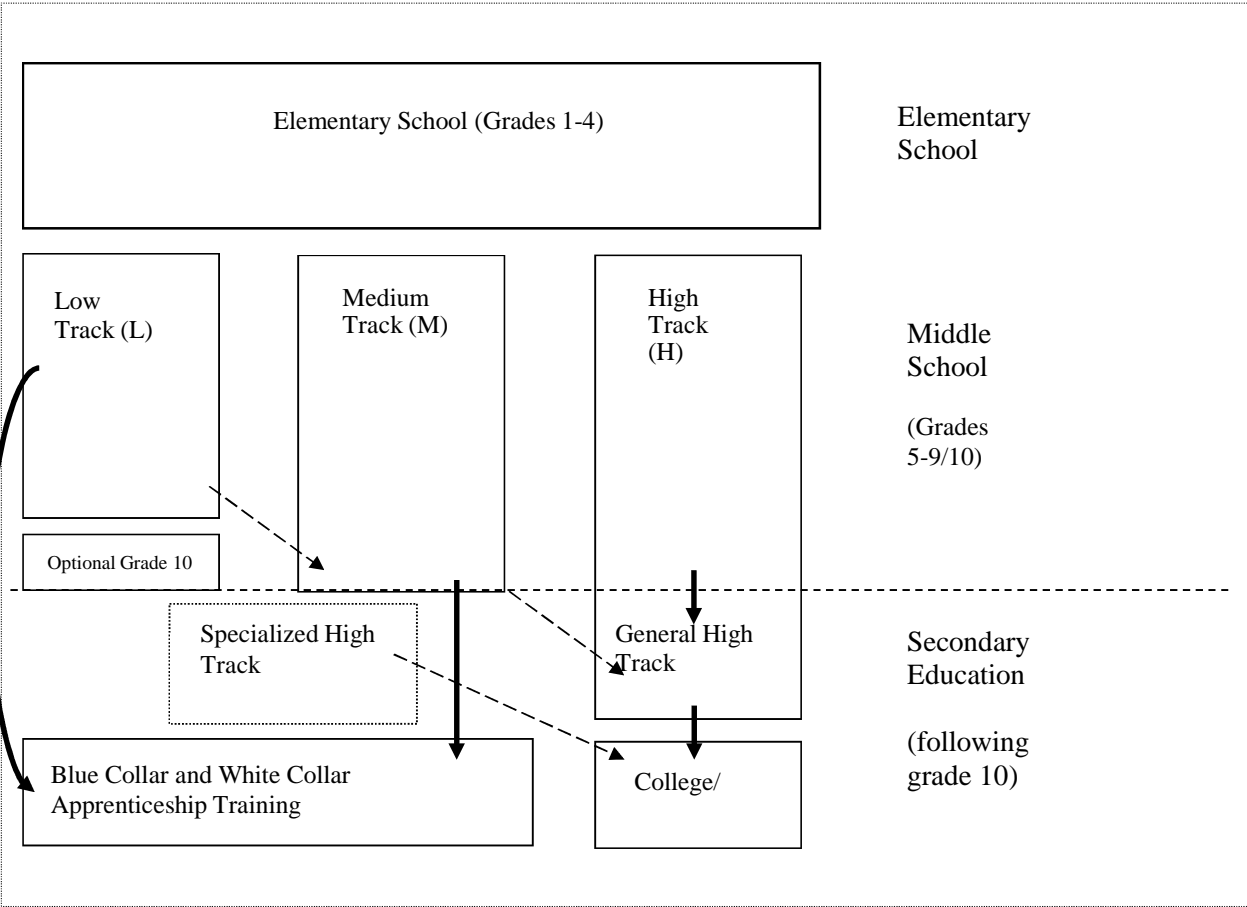 Elementary School (Grades 1-4)
Elementary
School
Low
Track (L)
Medium
Track (M)
High
Track
(H)
Middle
School
(Grades
5-9/10)
Optional Grade 10
Specialized High
Track
General High
Track
Secondary
Education
(following
grade 10)
Blue Collar and White Collar
Apprenticeship Training
College/